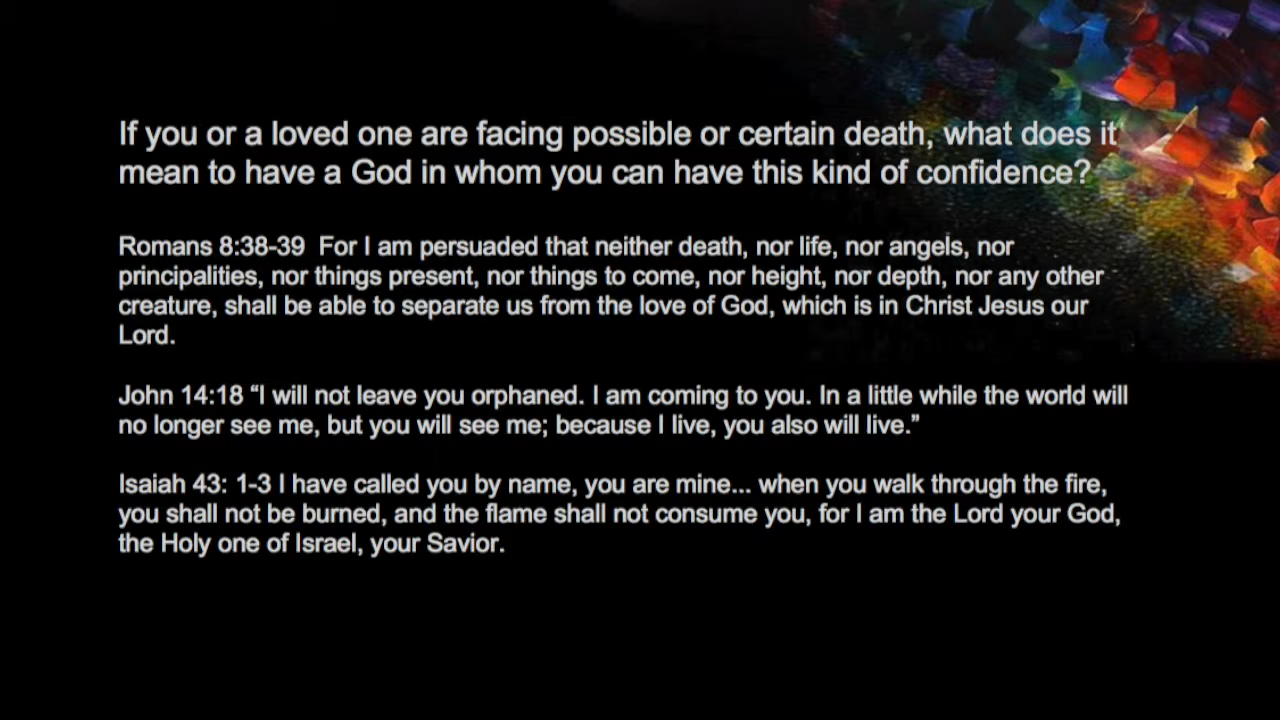 If you or a loved one are facing possible or certain death, what does it
mean to have a God in whom you can have this kind of confidence?
Romans 8:38-39  For I am persuaded that neither death, nor life, nor angels, nor
principalities, nor things present, nor things to come, nor height, nor depth, nor any other
creature, shall be able to separate us from the love of God, which is in Christ Jesus our
Lord.
John 14:18 “I will not leave you orphaned. I am coming to you. In a little while the world will
no longer see me, but you will see me; because I live, you also will live.”
Isaiah 43: 1-3 I have called you by name, you are mine... when you walk through the fire,
you shall not be burned, and the flame shall not consume you, for I am the Lord your God,
the Holy one of Israel, your Savior.